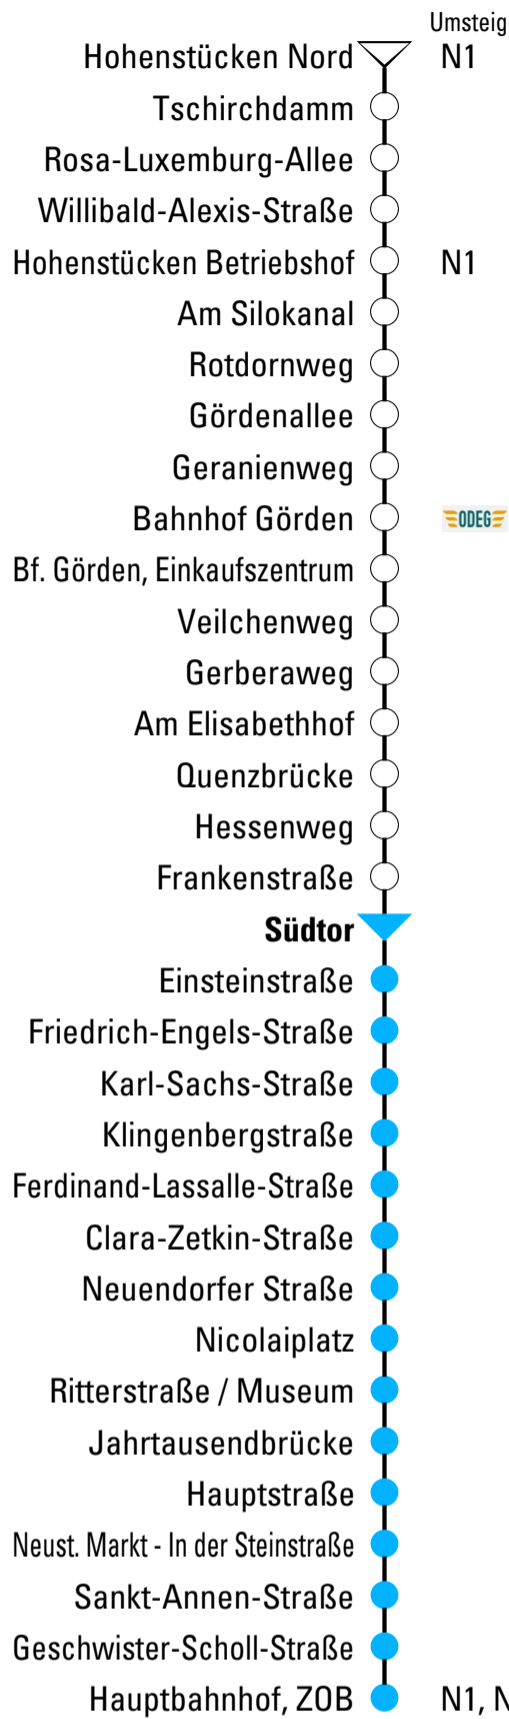 Umsteig
Hohenstücken Nord N1
Tschirchdamm
Rosa-Luxemburg-Allee
Willibald-Alexis-Straße
Hohenstücken Betriebshof N1
Am Silokanal
Rotdornweg
Gördenallee
Geranienweg
Bahnhof Görden ODEG
Bf. Görden, Einkaufszentrum
Veilchenweg
Gerberaweg
Am Elisabethhof
Quenzbrücke
Hessenweg
Frankenstraße
Südtor
Einsteinstraße
Friedrich-Engels-Straße
Karl-Sachs-Straße
Klingenbergstraße
Ferdinand-Lassalle-Straße
Clara-Zetkin-Straße
Neuendorfer Straße
Nicolaiplatz
Ritterstraße / Museum
Jahrtausendbrücke
Hauptstraße
Neust. Markt - In der Steinstraße
Sankt-Annen-Straße
Geschwister-Scholl-Straße
Hauptbahnhof, ZOB N1, N